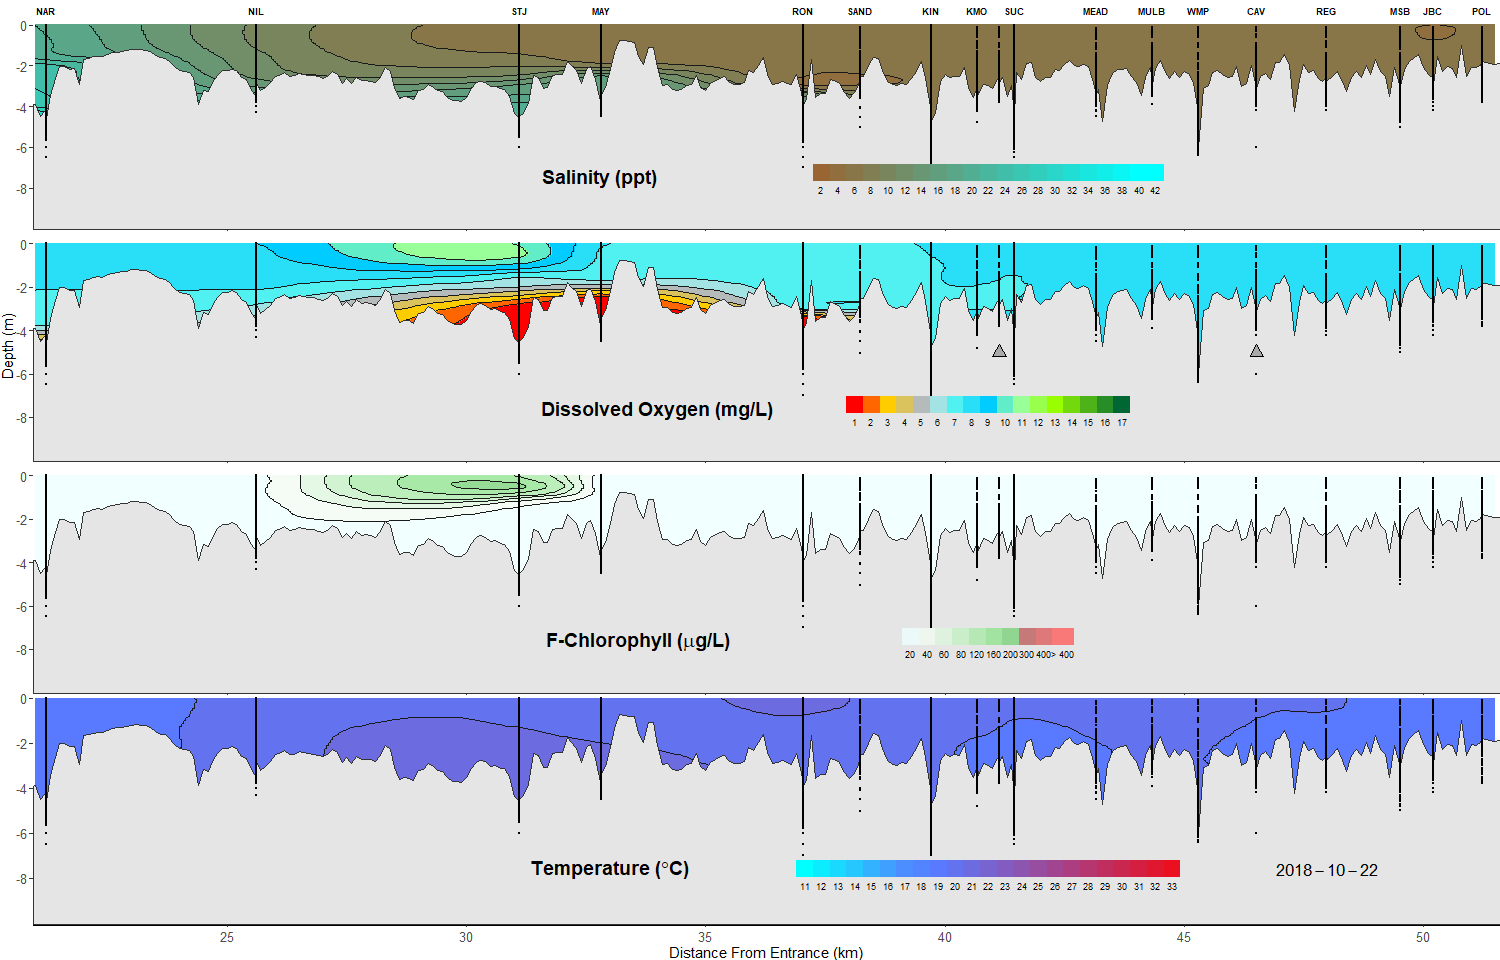 NAR NIL STJ MAY RON SAND KIN KMO SUC MEAD MULB WMP CAV REG MSB JBC POL
0
-2
-4
-6
-8
Salinity (ppt)
2 4 6 8 10 12 14 16 18 20 22 24 26 28 30 32 34 36 38 40 42
0
-2
-4
-6
-8
Depth (m)
Dissolved Oxygen (mg/L)
1 2 3 4 5 6 7 8 9 10 11 12 13 14 15 16 17
0
-2
-4
-6
-8
F-Chlorophyll (μg/L)
20 40 60 80 120 160 200 300 400 > 400
0
-2
-4
-6
-8
Temperature (°C)
11 12 13 14 15 16 17 18 19 20 21 22 23 24 25 26 27 28 29 30 31 32 33
2018 – 10 – 22
25 30 35 40 45 50
Distance From Entrance (km)